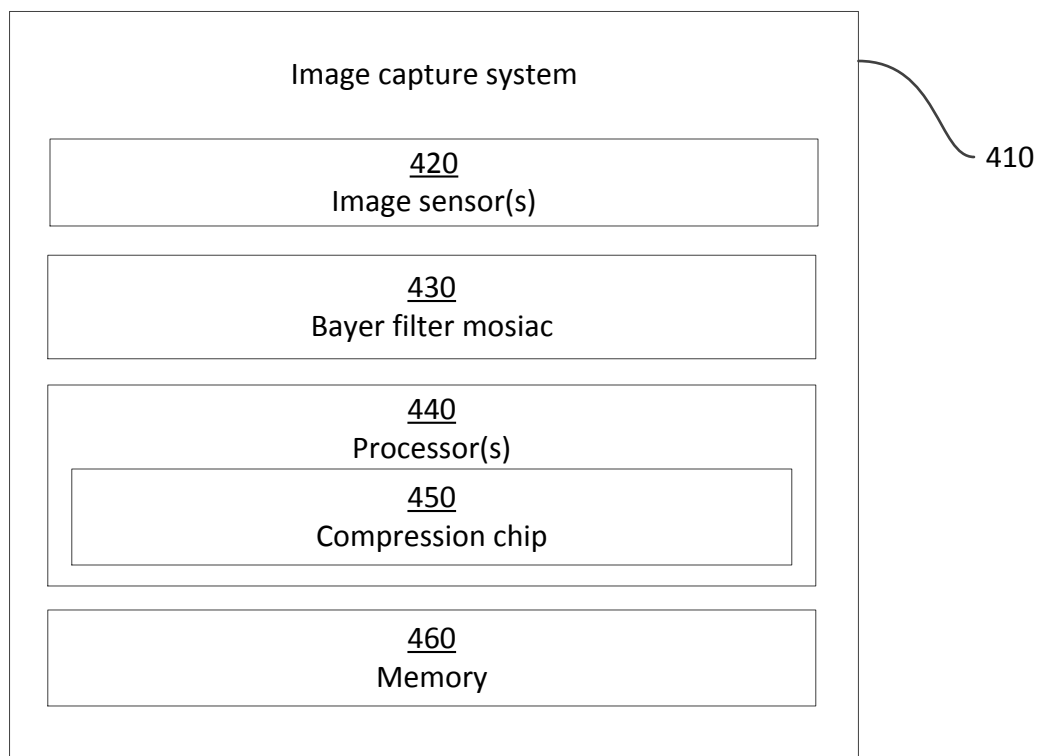 Image capture system
410
420
Image sensor(s)
430
Bayer filter mosiac
440
Processor(s)
450
Compression chip
460
Memory